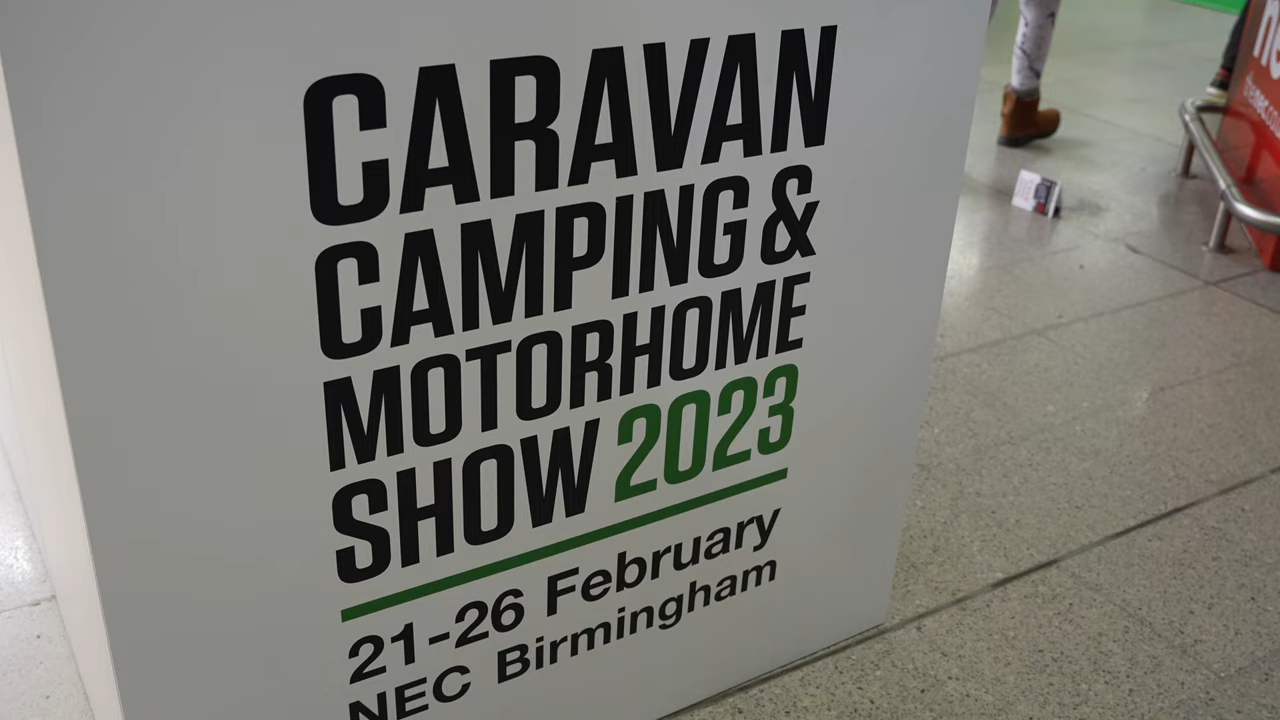 CARAVAN
CAMPING &
MOTORHOME
SHOW 2023
21-26 February
NEC Birmingham